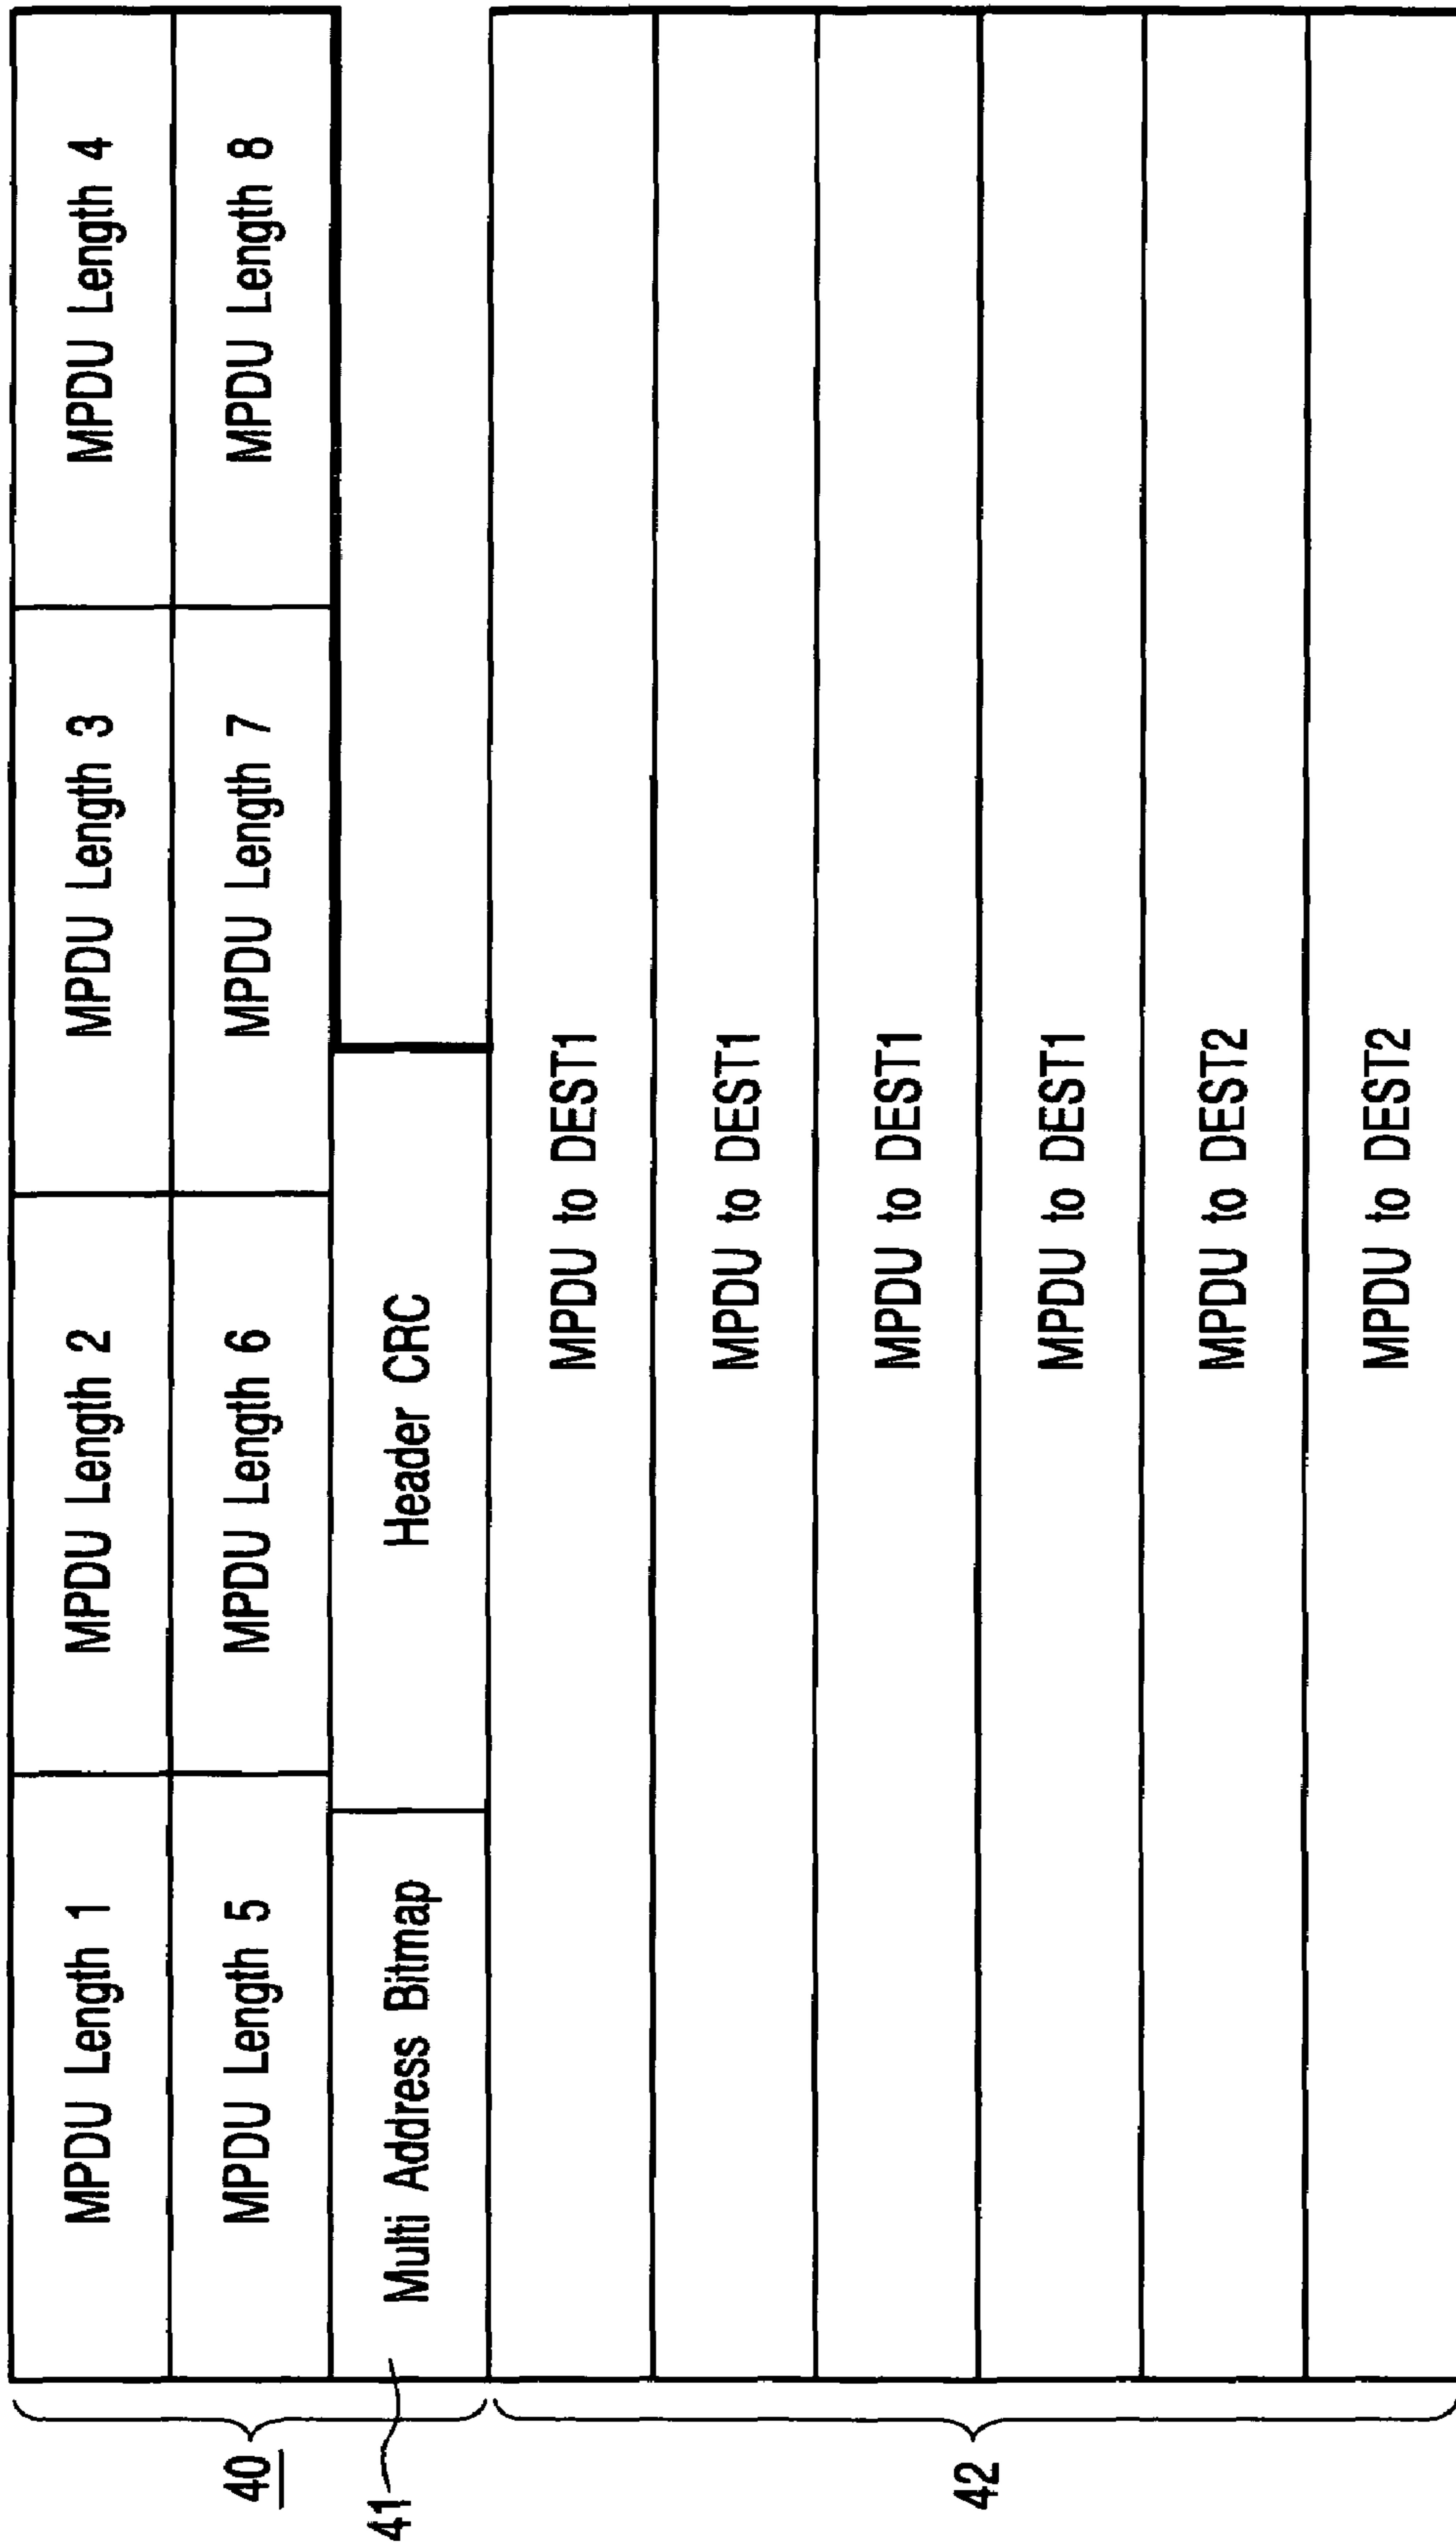 MPDU Length 1 MPDU Length 2 MPDU Length 3 MPDU Length 4
40 MPDU Length 5 MPDU Length 6 MPDU Length 7 MPDU Length 8
41 Multi Address Bitmap Header CRC
MPDU to DEST1
MPDU to DEST1
MPDU to DEST1
42 MPDU to DEST1
MPDU to DEST2
MPDU to DEST2